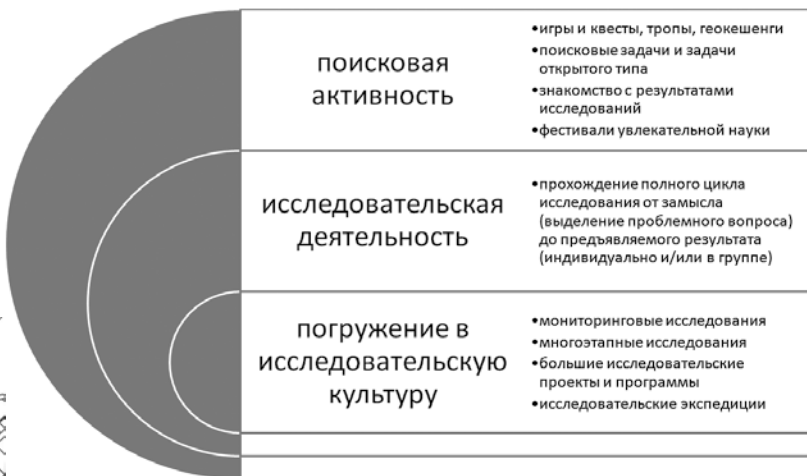 поисковая
активность
•игры и квесты, тропы, геокешенги
•поисковые задачи и задачи
открытого типа
•знакомство с результатами
исследований
•фестивали увлекательной науки
исследовательская
деятельность
•прохождение полного цикла
исследования от замысла
(выделение проблемного вопроса)
до предъявляемого результата
(индивидуально и/или в группе)
погружение в
исследовательскую
культуру
•мониторинговые исследования
•многоэтапные исследования
•большие исследовательские
проекты и программы
•исследовательские экспедиции